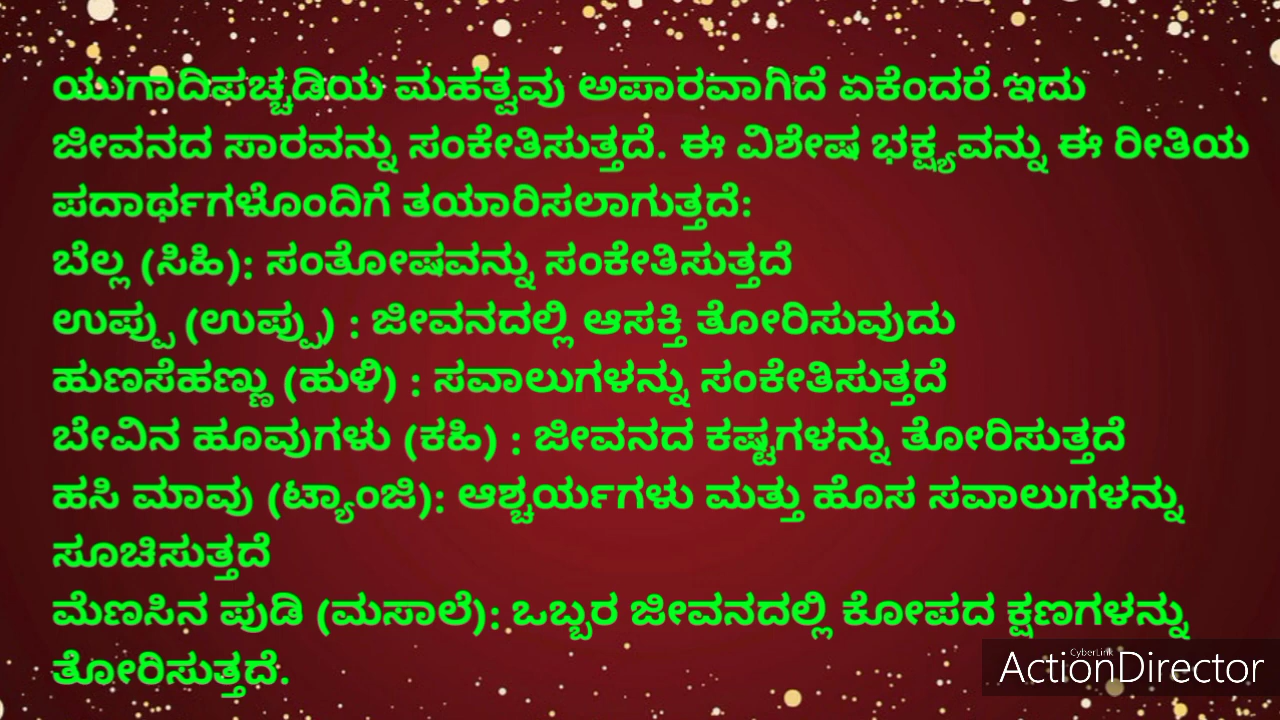 ಯುಗಾದಿಪಚ್ಚಡಿಯ ಮಹತ್ವವು ಅಪಾರವಾಗಿದೆ ಏಕೆಂದರೆ ಇದು
ಜೀವನದ ಸಾರವನ್ನು ಸಂಕೇತಿಸುತ್ತದೆ. ಈ ವಿಶೇಷ ಭಕ್ಷ್ಯವನ್ನು ಈ ರೀತಿಯ
ಪದಾರ್ಥಗಳೊಂದಿಗೆ ತಯಾರಿಸಲಾಗುತ್ತದೆ:
ಬೆಲ್ಲ (ಸಿಹಿ): ಸಂತೋಷವನ್ನು ಸಂಕೇತಿಸುತ್ತದೆ
ಉಪ್ಪು (ಉಪ್ಪು) : ಜೀವನದಲ್ಲಿ ಆಸಕ್ತಿ ತೋರಿಸುವುದು
ಹುಣಸೆಹಣ್ಣು (ಹುಳಿ) : ಸವಾಲುಗಳನ್ನು ಸಂಕೇತಿಸುತ್ತದೆ
ಬೇವಿನ ಹೂವುಗಳು (ಕಹಿ) : ಜೀವನದ ಕಷ್ಟಗಳನ್ನು ತೋರಿಸುತ್ತದೆ
ಹಸಿ ಮಾವು (ಟ್ಯಾಂಜಿ): ಆಶ್ಚರ್ಯಗಳು ಮತ್ತು ಹೊಸ ಸವಾಲುಗಳನ್ನು
ಸೂಚಿಸುತ್ತದೆ
ಮೆಣಸಿನ ಪುಡಿ (ಮಸಾಲೆ): ಒಬ್ಬರ ಜೀವನದಲ್ಲಿ ಕೋಪದ ಕ್ಷಣಗಳನ್ನು
ತೋರಿಸುತ್ತದೆ.
CyberLink
ActionDirector